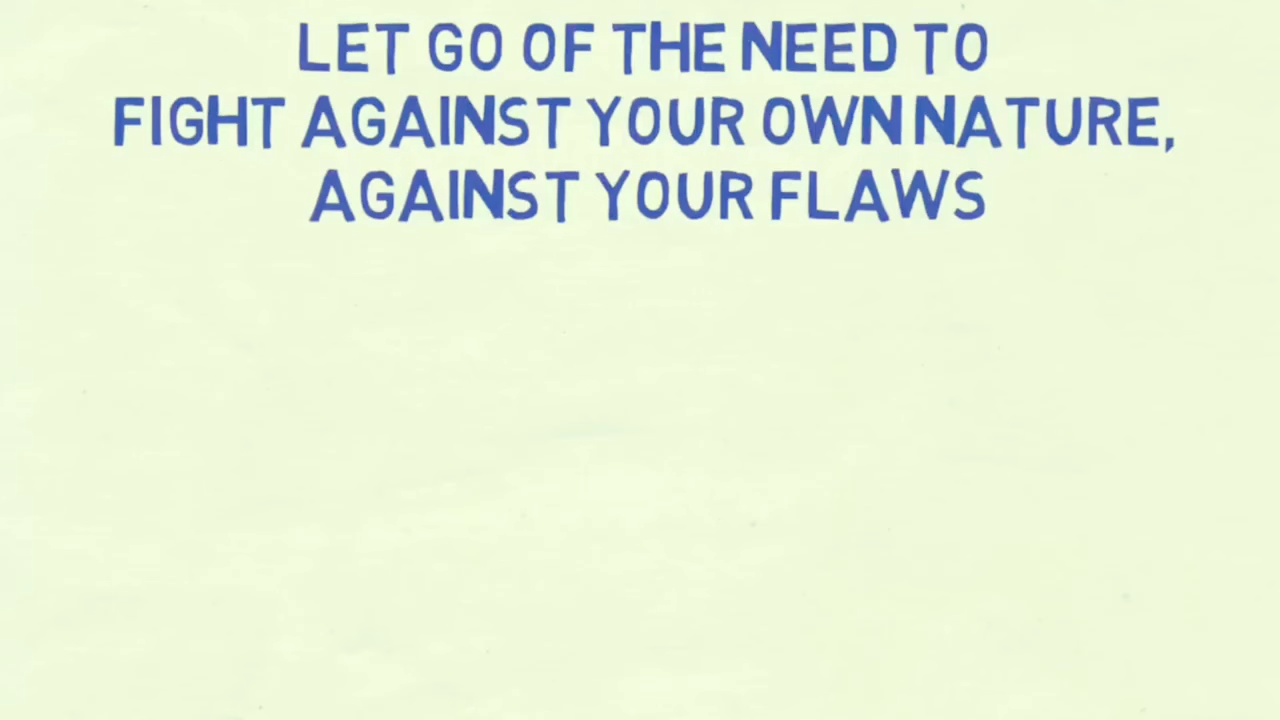 LET GO OF THE NEED TO
FIGHT AGAINST YOUR OWN NATURE,
AGAINST YOUR FLAWS